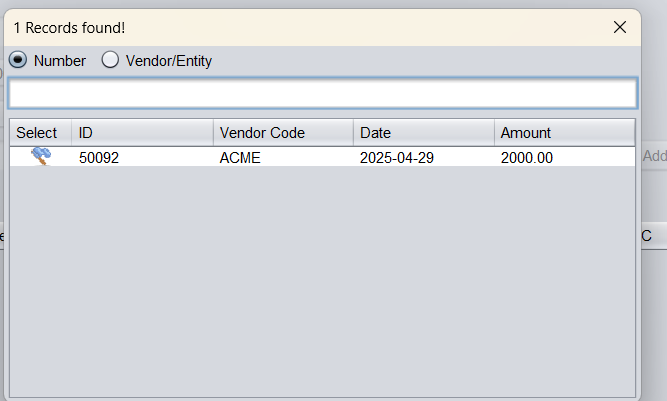 1 Records found!
Number Vendor/Entity
Add
Select ID Vendor Code Date Amount
50092 ACME 2025-04-29 2000.00
C